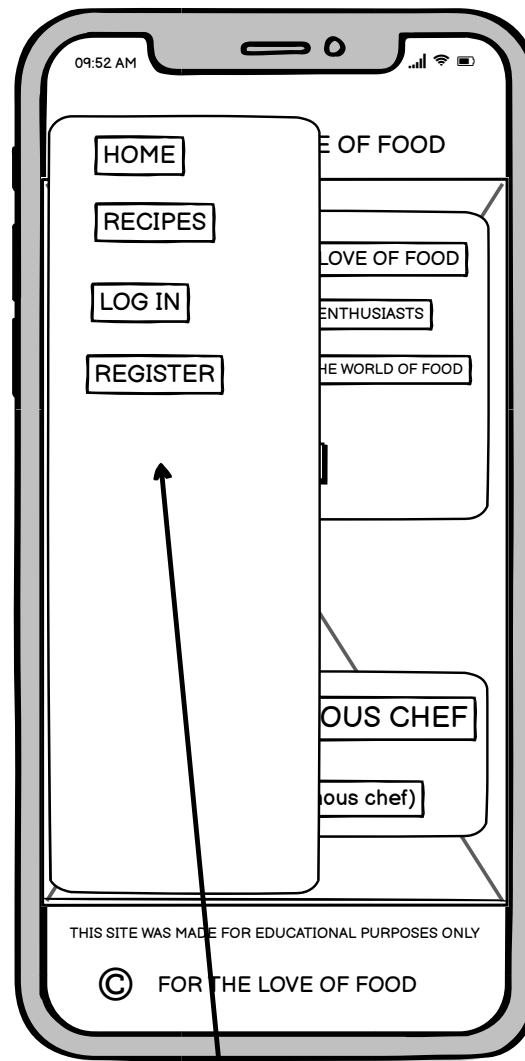 09:52 AM
E OF FOOD
HOME
RECIPES
LOG IN
REGISTER
LOVE OF FOOD
ENTHUSIASTS
HE WORLD OF FOOD
OUS CHEF
ous chef)
THIS SITE WAS MADE FOR EDUCATIONAL PURPOSES ONLY
© FOR THE LOVE OF FOOD